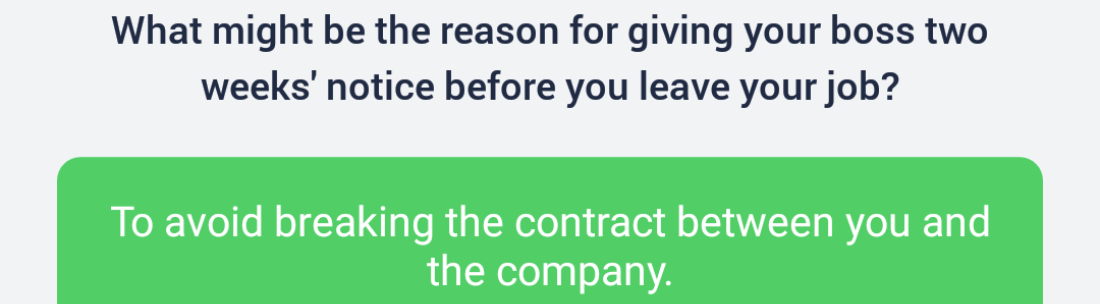 What might be the reason for giving your boss two
weeks' notice before you leave your job?
To avoid breaking the contract between you and
the company.